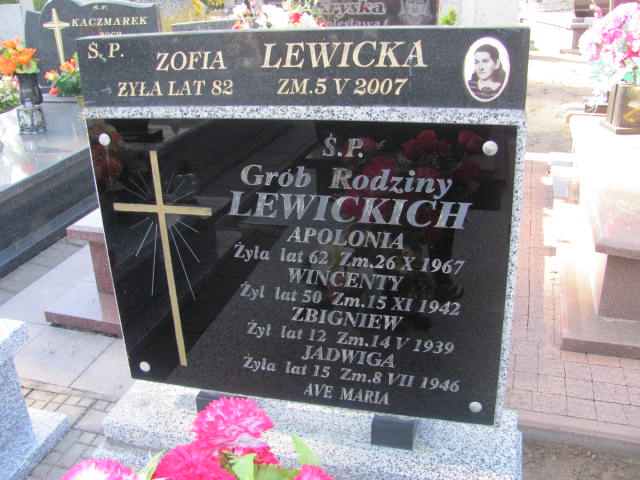 Ś.P.
KACZMAREK
Ś.P. ZOFIA LEWICKA
ŻYŁA LAT 82 ZM. 5 V 2007
Ś.P.
Grób Rodziny
LEWICKICH
APOLONIA
Żyła lat 62 Zm. 26 X 1967
WINCENTY
Żył lat 50 Zm. 15 XI 1942
ZBIGNIEW
Żył lat 12 Zm. 14 V 1939
JADWIGA
Żyła lat 15 Zm. 8 VII 1946
AVE MARIA